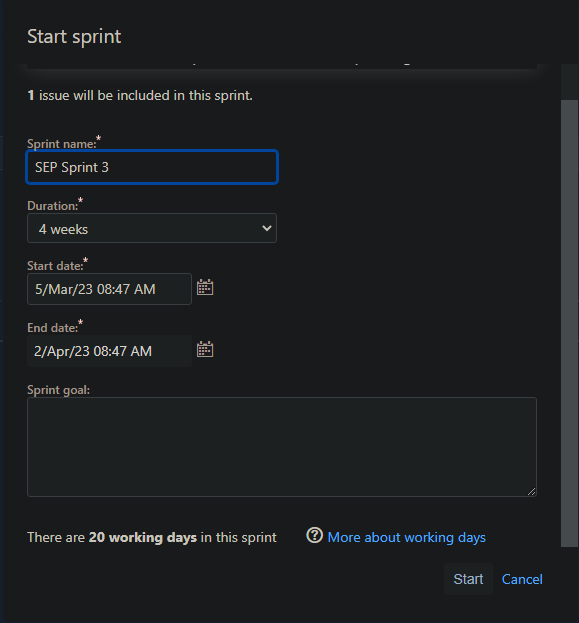 Start sprint
1 issue will be included in this sprint.
Sprint name:*
SEP Sprint 3
Duration:*
4 weeks
Start date:*
5/Mar/23 08:47 AM
End date:*
2/Apr/23 08:47 AM
Sprint goal:
There are 20 working days in this sprint
More about working days
Start Cancel